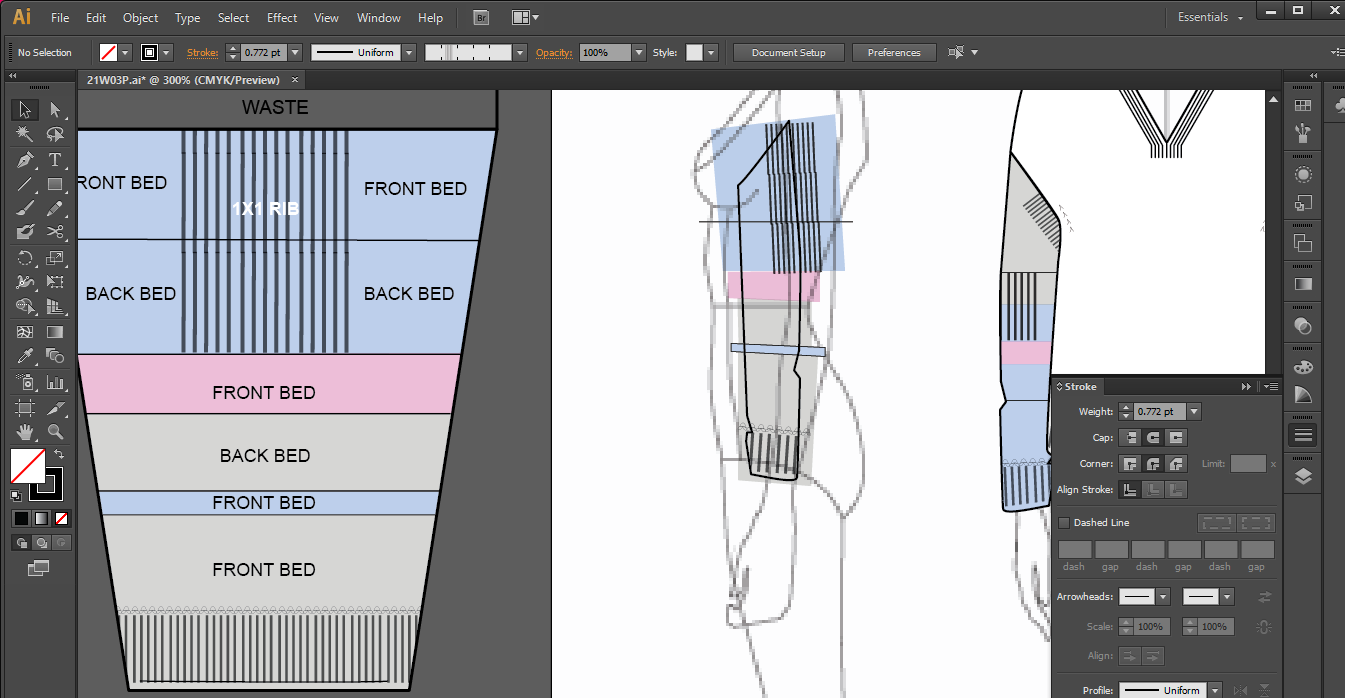 Ai File Edit Object Type Select Effect View Window Help Br Essentials
No Selection Stroke: 0.772 pt Uniform Opacity: 100% Style: Document Setup Preferences
21W03P.ai* @ 300% (CMYK/Preview) ×
WASTE
RONT BED FRONT BED
1X1 RIB
BACK BED BACK BED
FRONT BED
BACK BED
FRONT BED
FRONT BED
T
Stroke
Weight: 0.772 pt
Cap:
Corner: Limit: x
Align Stroke:
Dashed Line
dash gap dash gap dash gap
Arrowheads:
Scale: 100% 100%
Align:
Profile: Uniform